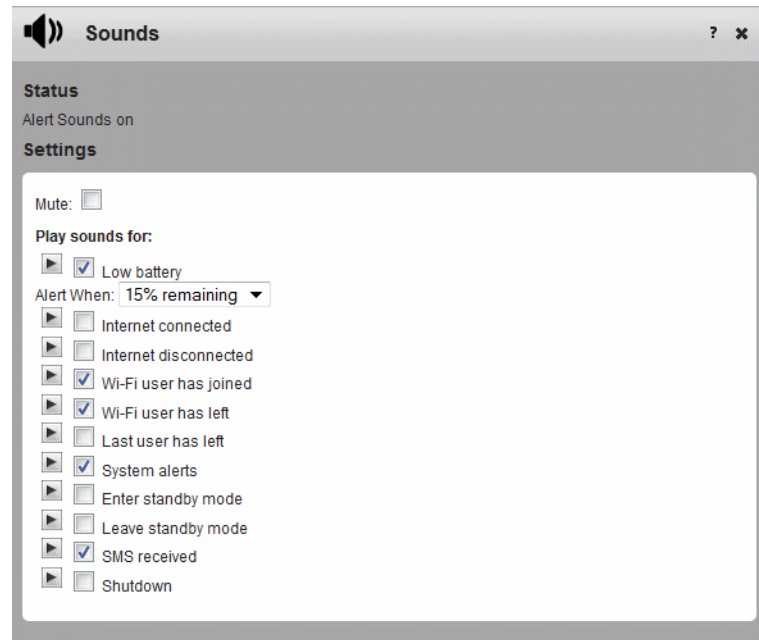 Sounds ? ✖
Status
Alert Sounds on
Settings
Mute:
Play sounds for:
Low battery
Alert When: 15% remaining
Internet connected
Internet disconnected
Wi-Fi user has joined
Wi-Fi user has left
Last user has left
System alerts
Enter standby mode
Leave standby mode
SMS received
Shutdown